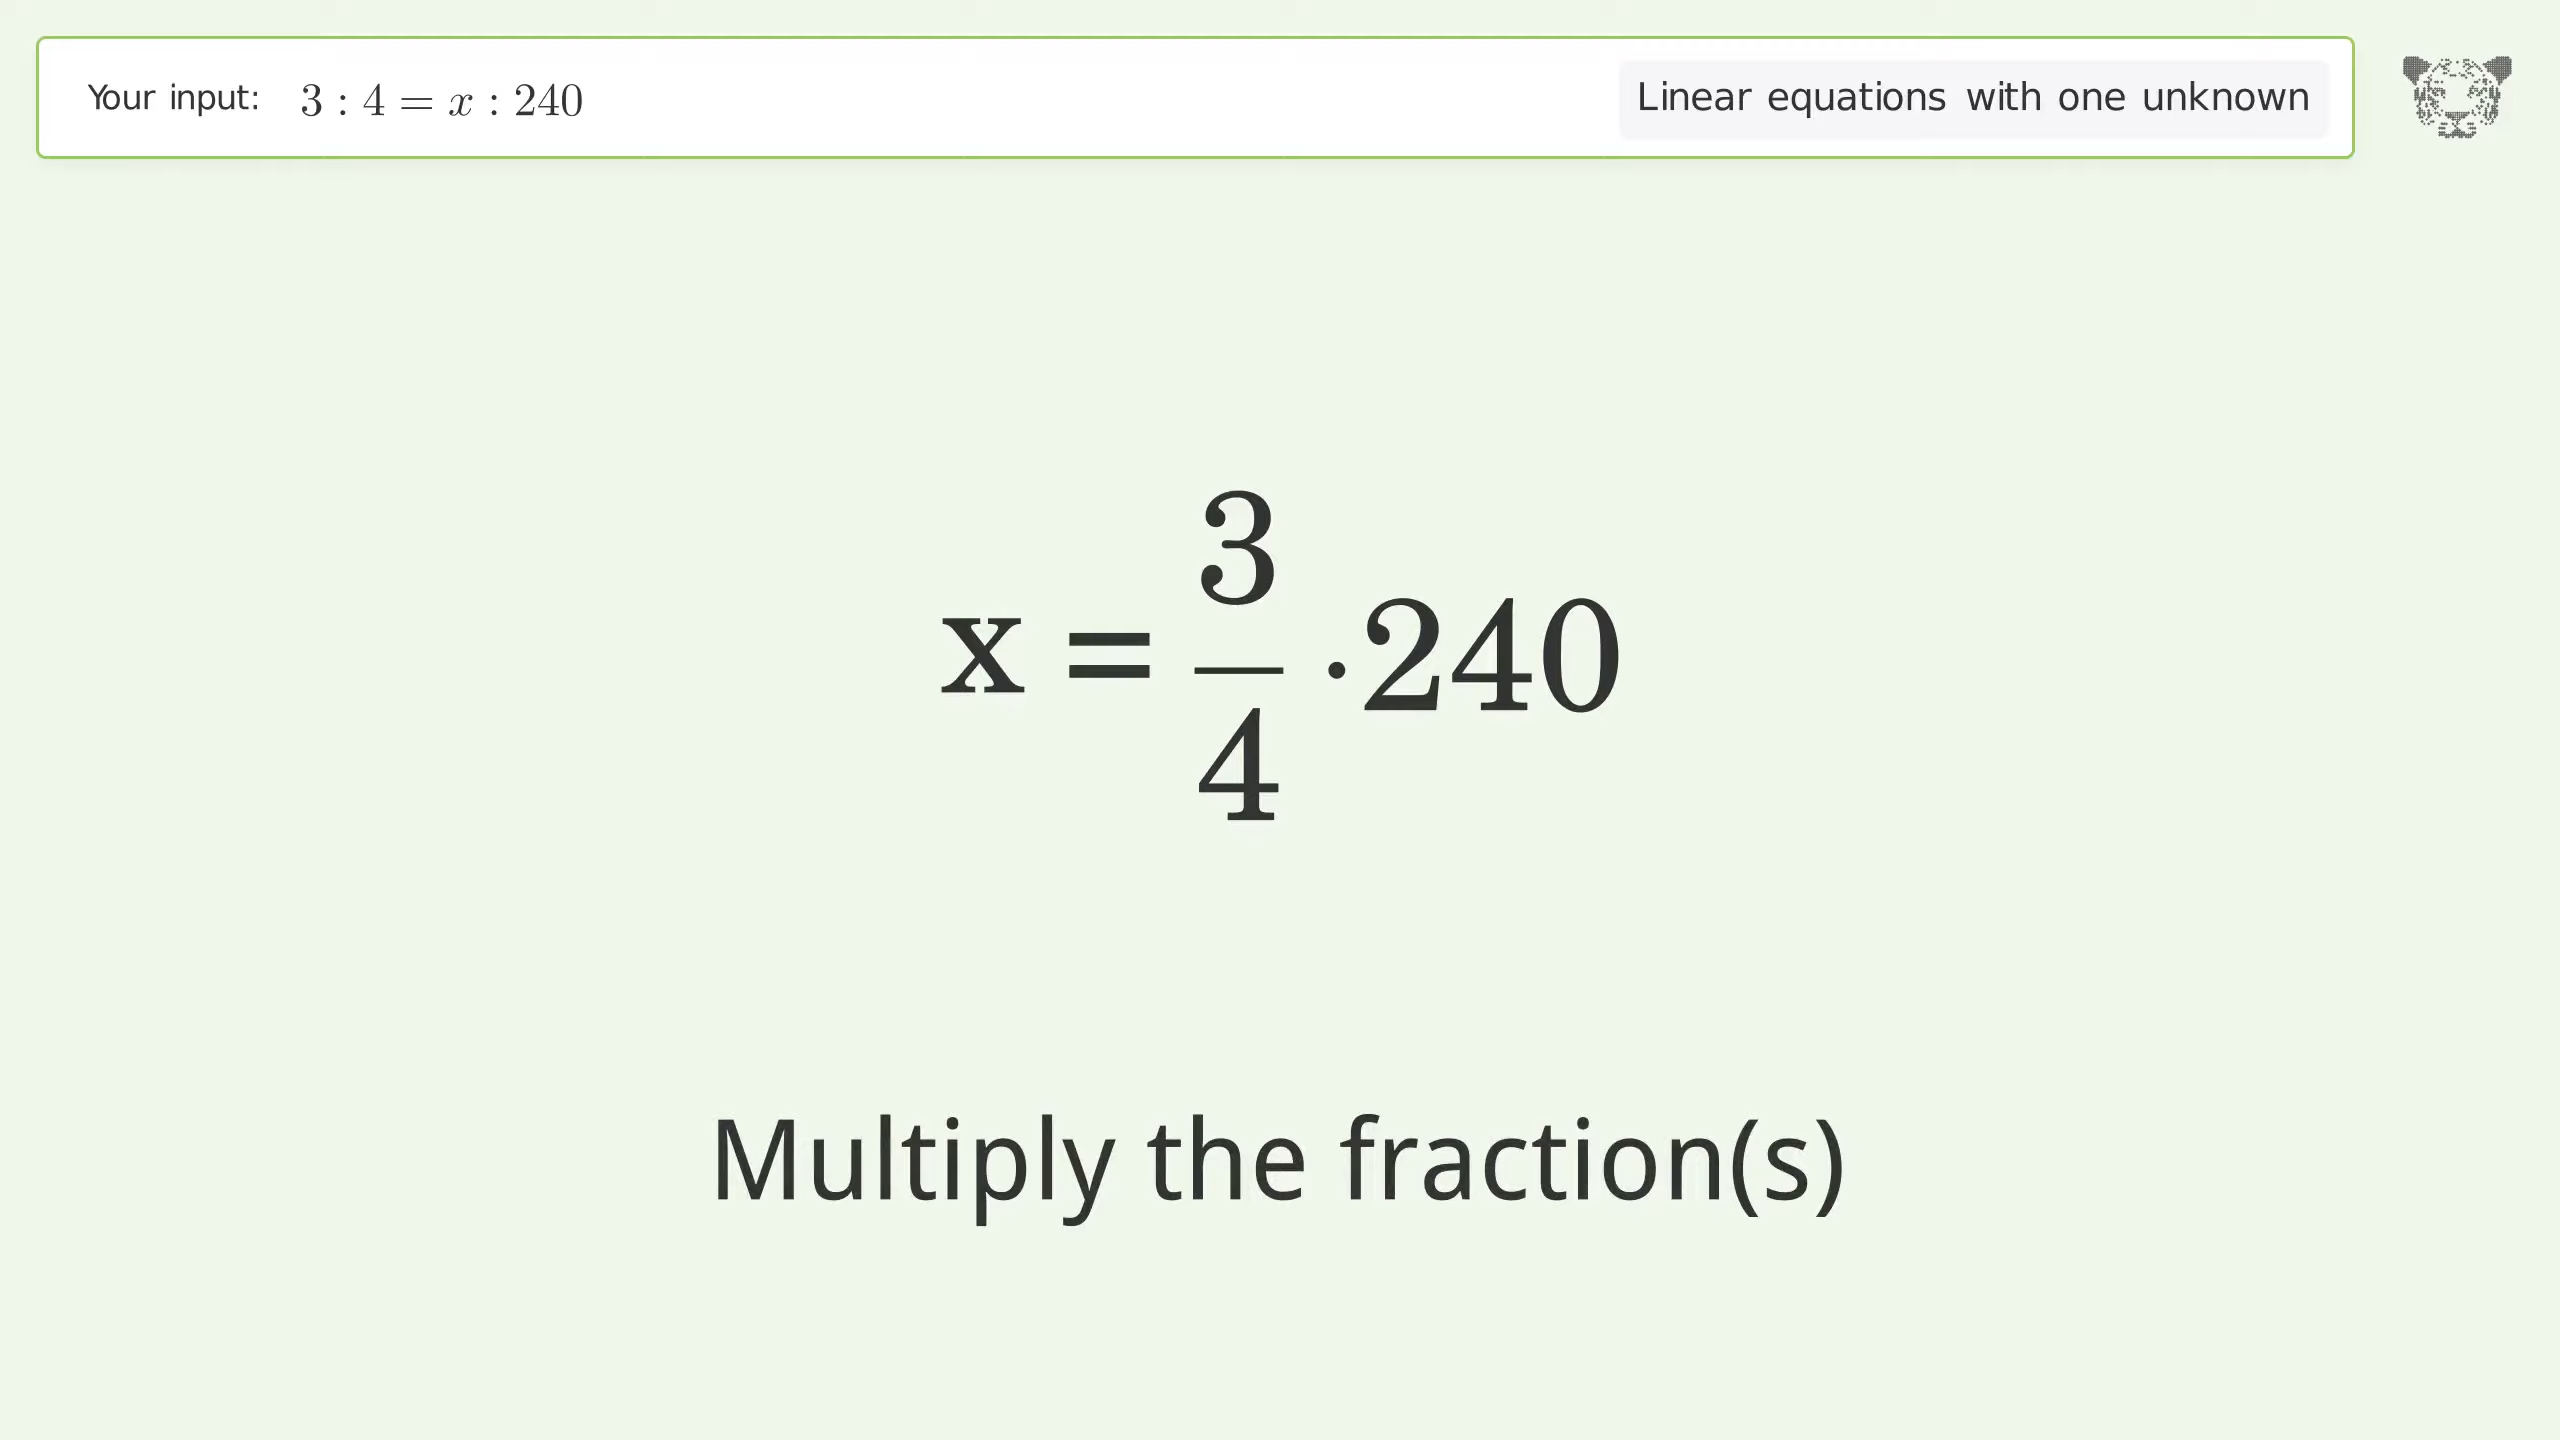 Your input: 3 : 4 = x : 240
Linear equations with one unknown
x = 3/4 · 240
Multiply the fraction(s)